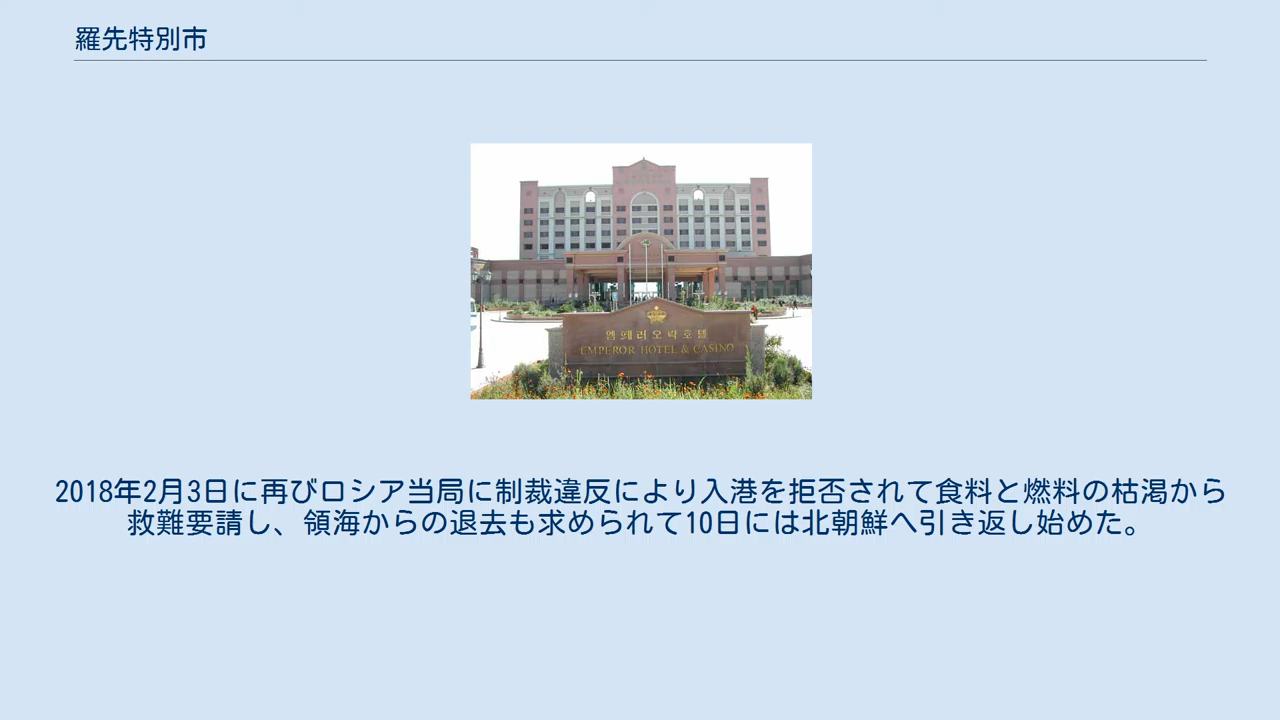 羅先特別市
엠페러오락호텔
EMPEROR HOTEL & CASINO
2018年2月3日に再びロシア当局に制裁違反により入港を拒否されて食料と燃料の枯渇から
救難要請し、領海からの退去も求められて10日には北朝鮮へ引き返し始めた。